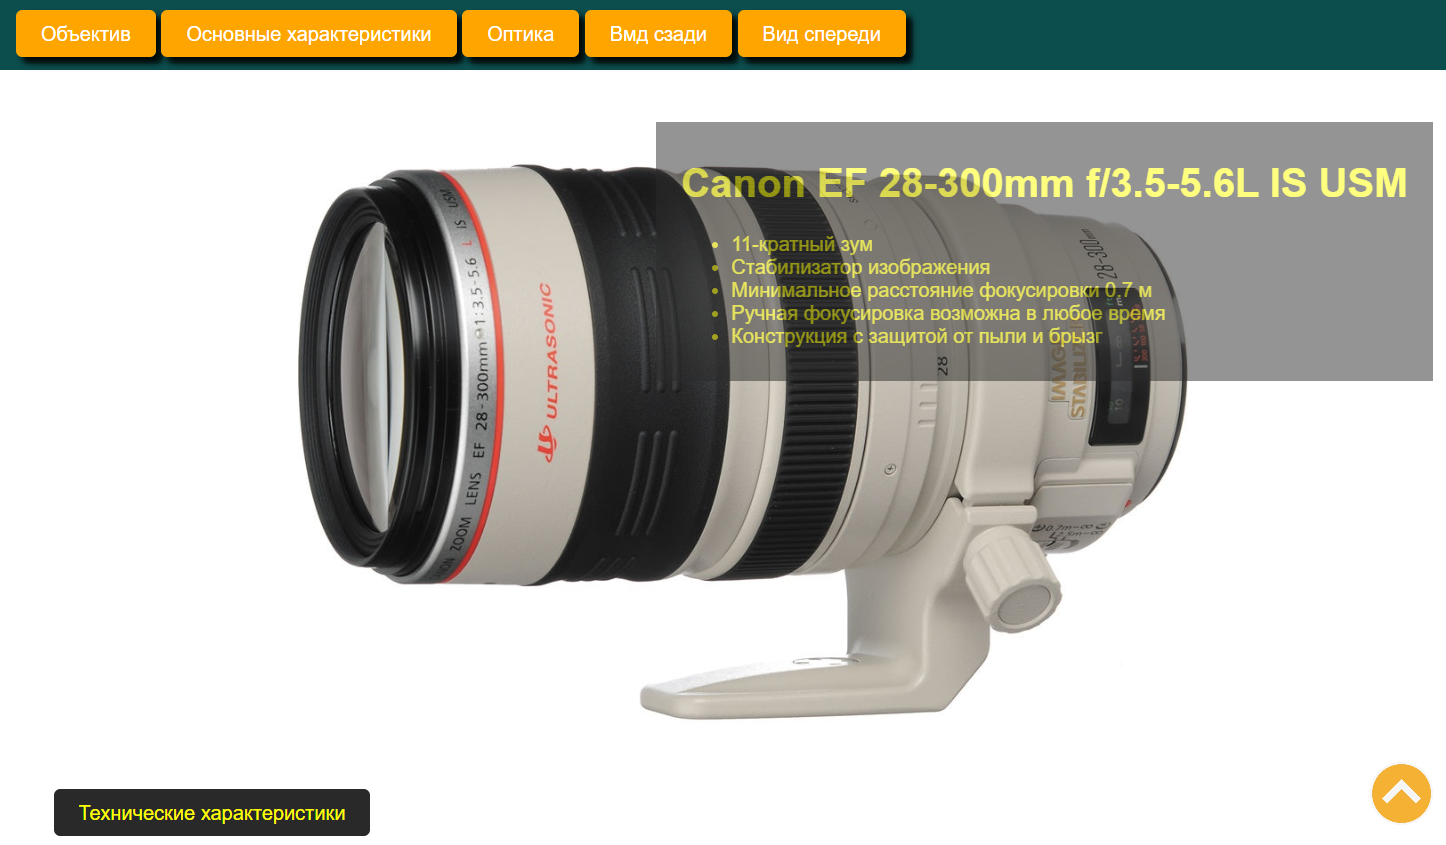 Объектив
Основные характеристики
Оптика
Вмд сзади
Вид спереди
Canon EF 28-300mm f/3.5-5.6L IS USM
11-кратный зум
Стабилизатор изображения
Минимальное расстояние фокусировки 0,7 м
Ручная фокусировка возможна в любое время
Конструкция с защитой от пыли и брызг
ZOOM LENS EF 28-300mm 1:3.5-5.6 L IS USM
ULTRASONIC
28-300mm
28
IMAGE
STABILIZ
0.7m-∞
Технические характеристики